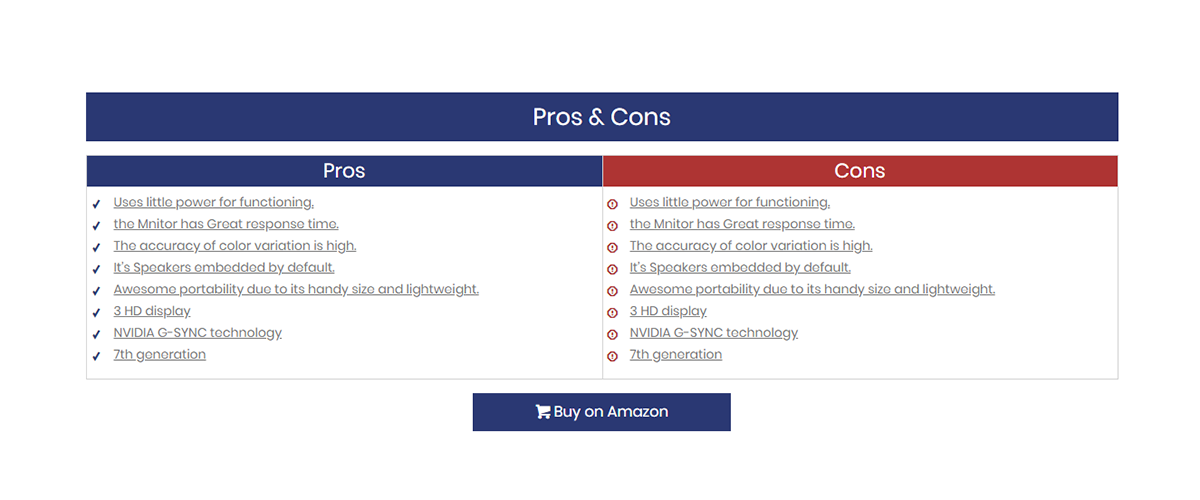 Pros & Cons
Pros
Uses little power for functioning.
the Mnitor has Great response time.
The accuracy of color variation is high.
It's Speakers embedded by default.
Awesome portability due to its handy size and lightweight.
3 HD display
NVIDIA G-SYNC technology
7th generation
Cons
Uses little power for functioning.
the Mnitor has Great response time.
The accuracy of color variation is high.
It's Speakers embedded by default.
Awesome portability due to its handy size and lightweight.
3 HD display
NVIDIA G-SYNC technology
7th generation
Buy on Amazon